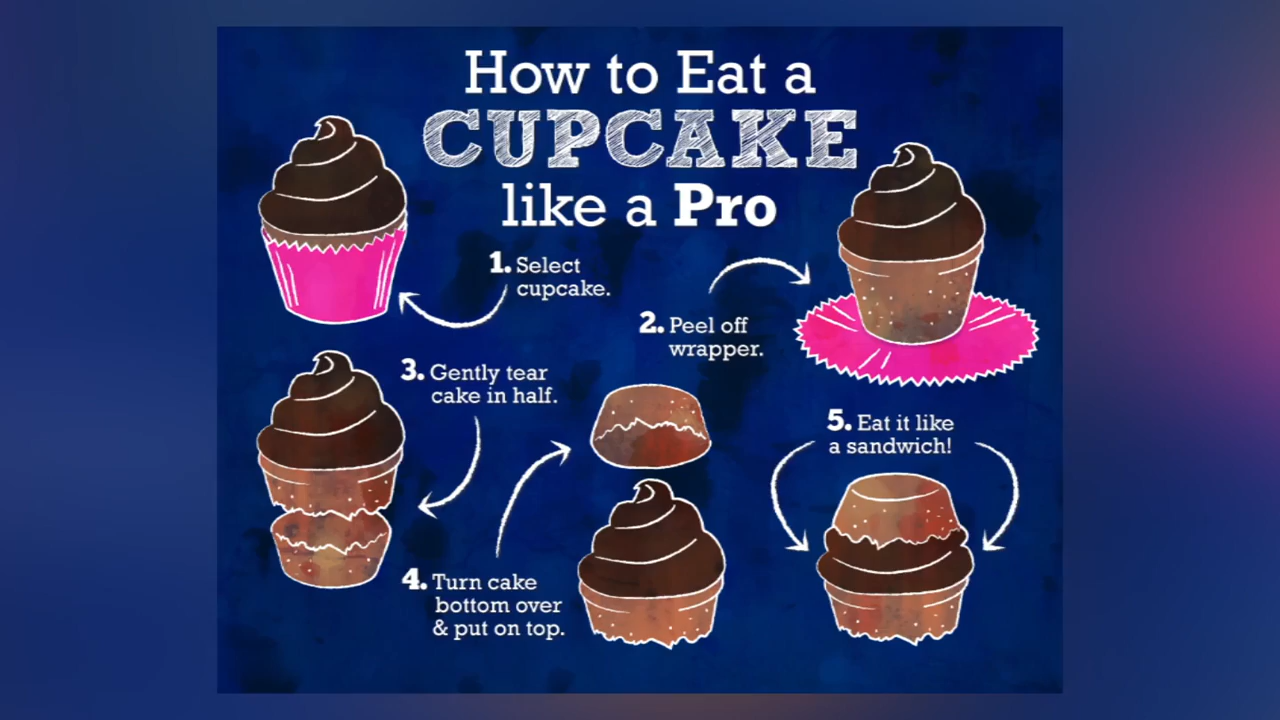 How to Eat a
CUPCAKE
like a Pro
1. Select
cupcake.
2. Peel off
wrapper.
3. Gently tear
cake in half.
4. Turn cake
bottom over
& put on top.
5. Eat it like
a sandwich!